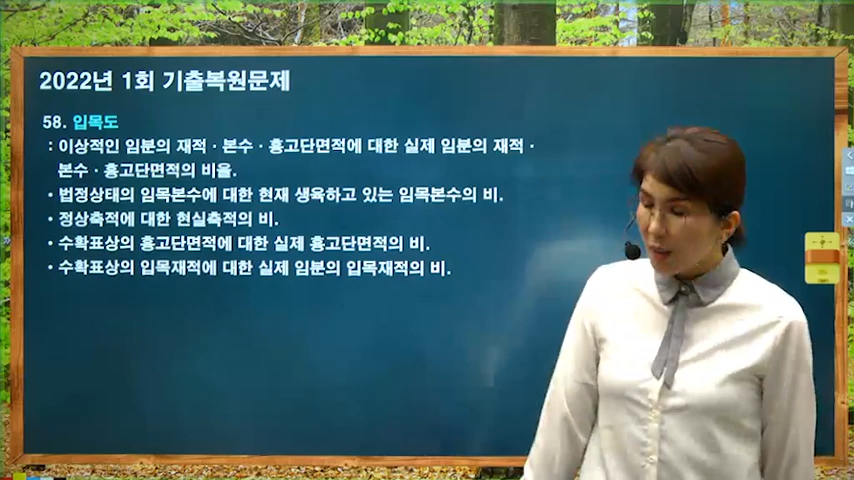 2022년 1회 기출복원문제
58. 입목도
: 이상적인 임분의 재적 · 본수 · 흉고단면적에 대한 실제 임분의 재적 ·
본수 · 흉고단면적의 비율.
• 법정상태의 임목본수에 대한 현재 생육하고 있는 임목본수의 비.
• 정상축적에 대한 현실축적의 비.
• 수확표상의 흉고단면적에 대한 실제 흉고단면적의 비.
• 수확표상의 입목재적에 대한 실제 임분의 입목재적의 비.